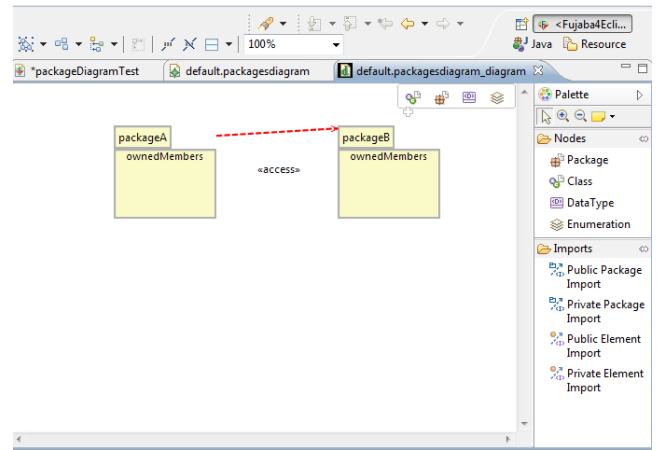 <Fujaba4Ecli...
100%
Java
Resource
*packageDiagramTest
default.packagesdiagram
default.packagesdiagram_diagram
Palette
packageA
packageB
ownedMembers
«access»
ownedMembers
Nodes
Package
Class
DataType
Enumeration
Imports
Public Package
Import
Private Package
Import
Public Element
Import
Private Element
Import